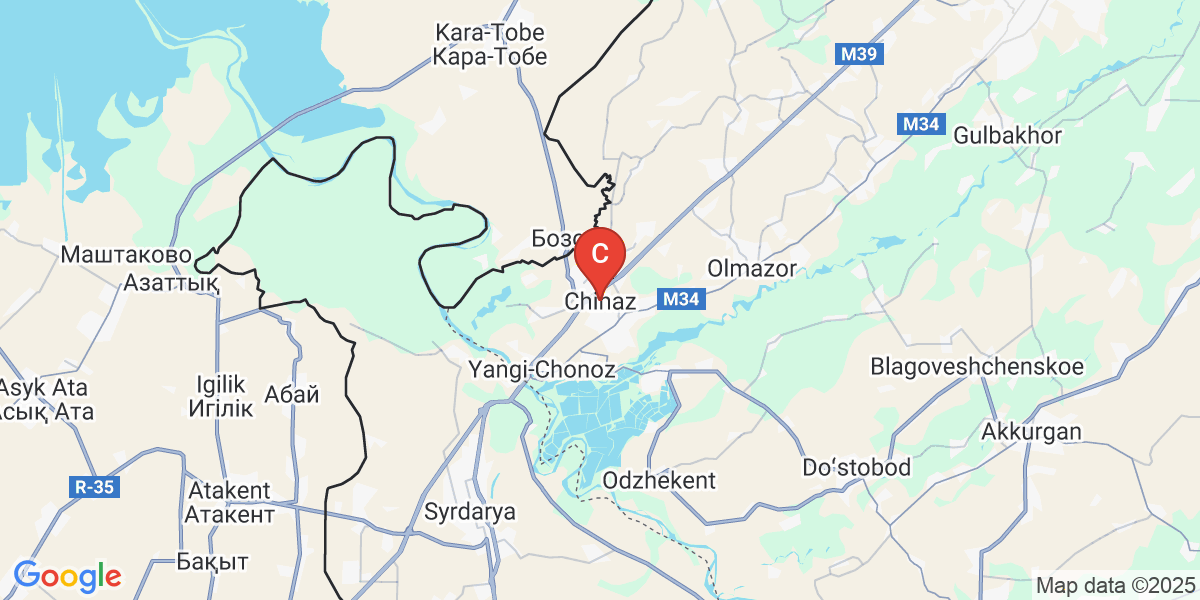 Kara-Tobe
Кара-Тобе
M39
M34
Gulbakhor
Бозо
C
Маштаково
Азаттық
Olmazor
Chinaz
M34
Yangi-Chonoz
Blagoveshchenskoe
Asyk Ata
Асық Ата
Igilik
Игілік
Абай
Akkurgan
R-35
Atakent
Атакент
Odzhekent
Do‘stobod
Syrdarya
Бақыт
Google
Map data ©2025